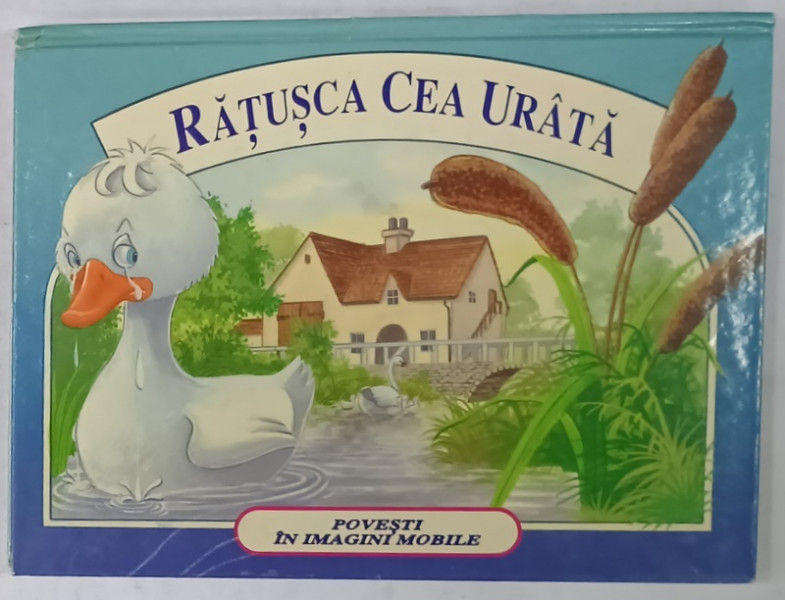 RĂȚUȘCA CEA URÂTĂ
POVEȘTI
ÎN IMAGINI MOBILE